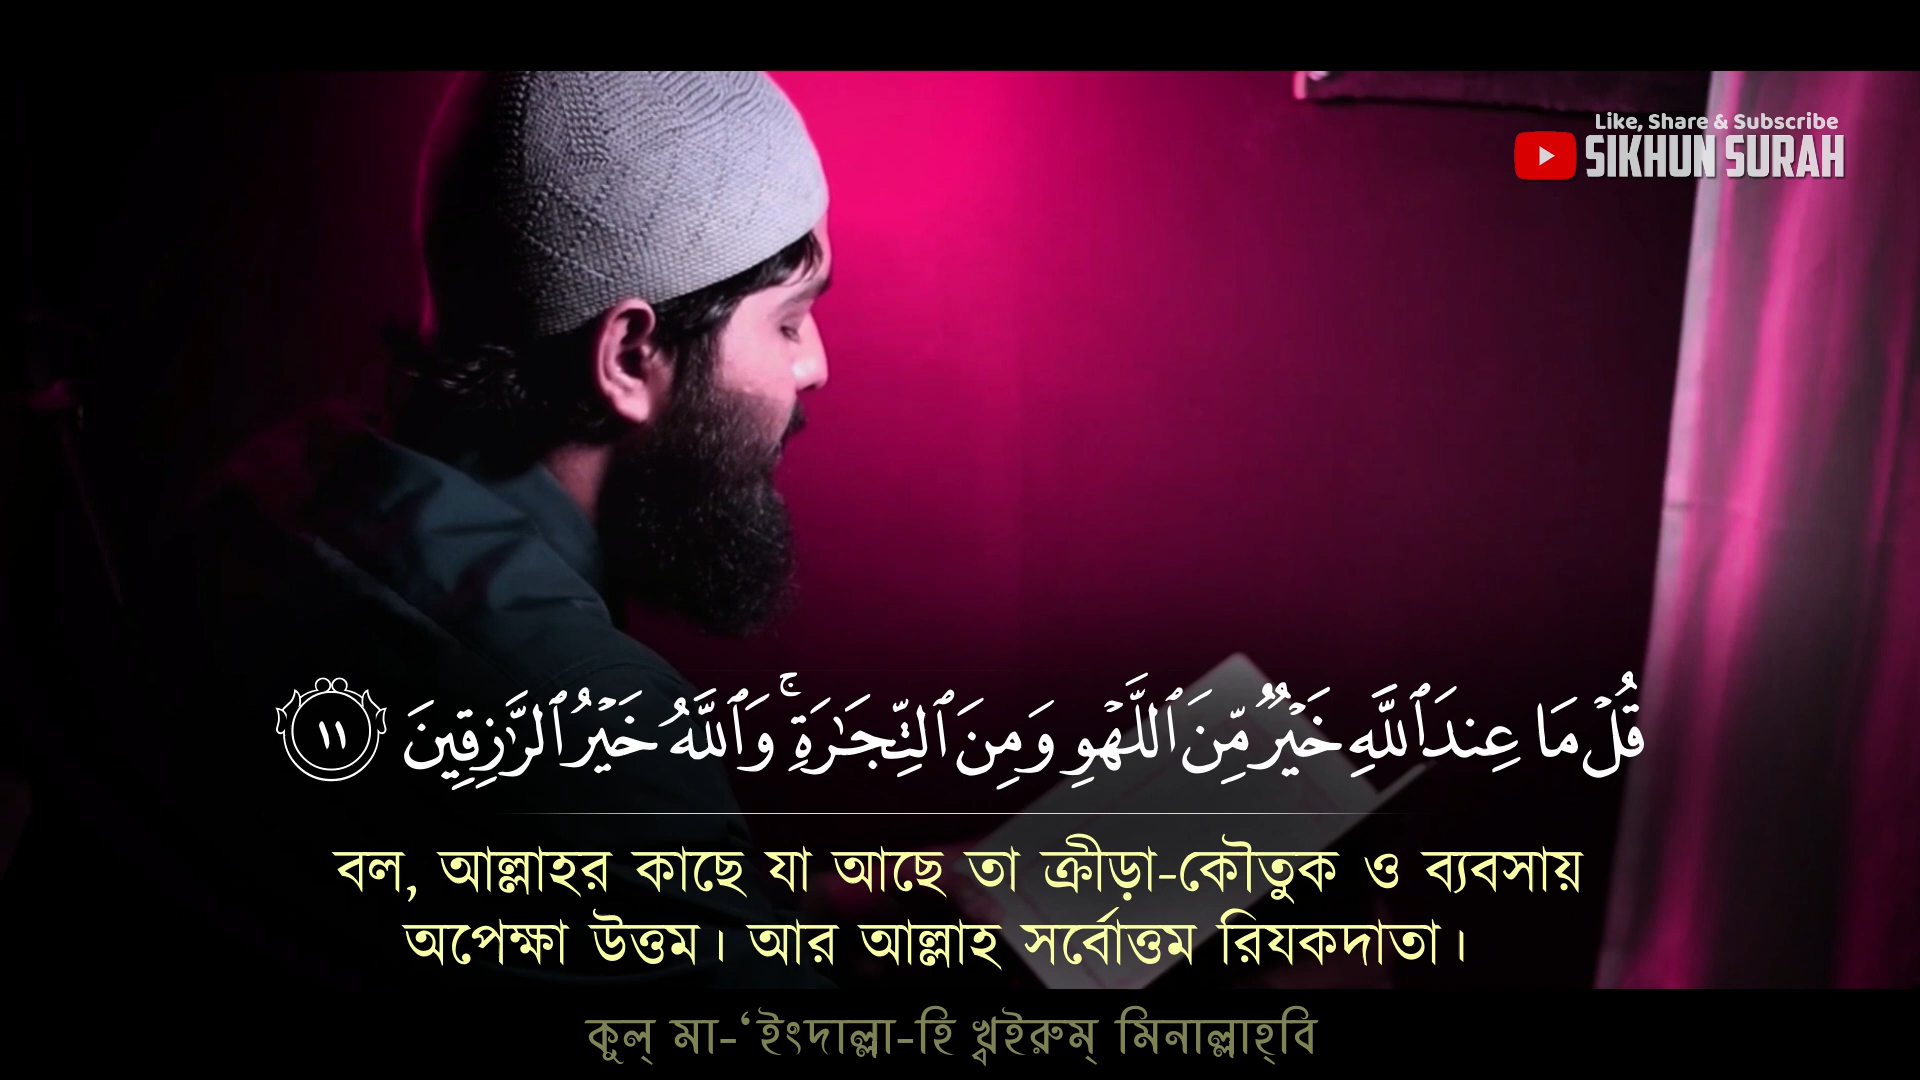 Like, Share & Subscribe
SIKHUN SURAH
قُلۡ مَا عِندَ ٱللَّهِ خَيۡرٞ مِّنَ ٱللَّهۡوِ وَمِنَ ٱلتِّجَٰرَةِۚ وَٱللَّهُ خَيۡرُ ٱلرَّٰزِقِينَ ١١
বল, আল্লাহর কাছে যা আছে তা ক্রীড়া-কৌতুক ও ব্যবসায়
অপেক্ষা উত্তম। আর আল্লাহ সর্বোত্তম রিযকদাতা।
কুল্ মা-‘ইংদাল্লা-হি খ্বইরুম্ মিনাল্লাহ্‌বি